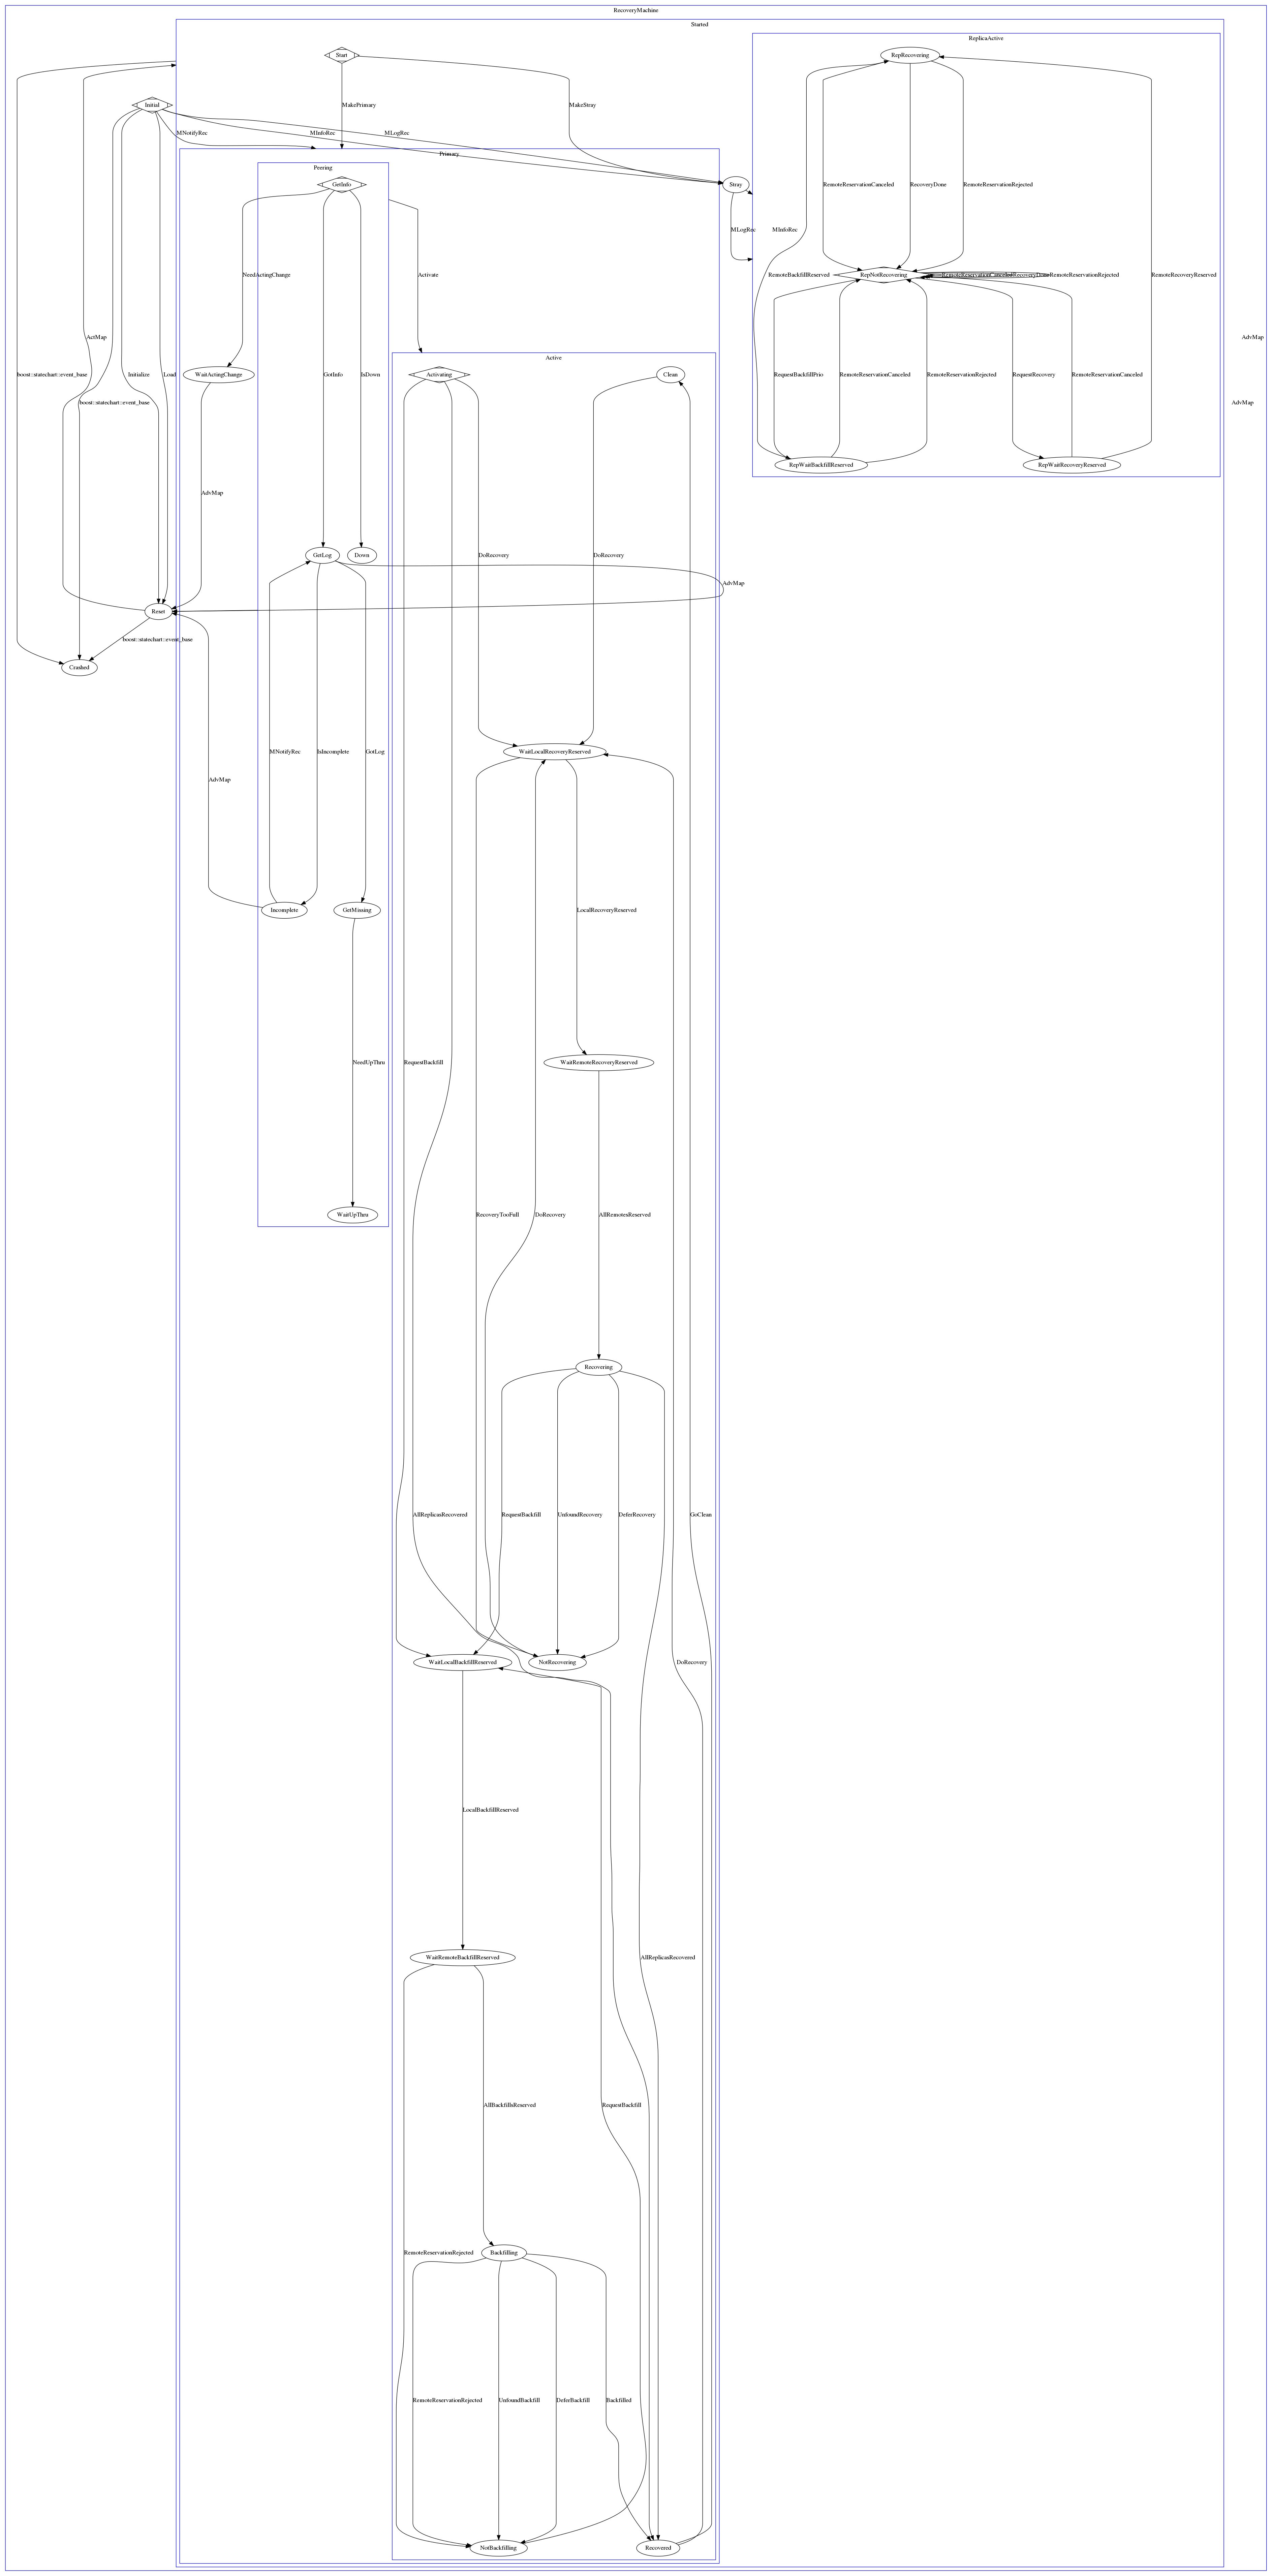 RecoveryMachine
Started
ReplicaActive
Start
RepRecovering
Initial
MakePrimary
MakeStray
MNotifyRec
MInfoRec
MLogRec
Primary
Peering
GetInfo
Stray
RemoteReservationCanceled
RecoveryDone
RemoteReservationRejected
MLogRec
MInfoRec
NeedActingChange
Activate
RemoteBackfillReserved
RepNotRecovering
RemoteReservationCanceled
RecoveryDone
RemoteReservationRejected
RemoteRecoveryReserved
ActMap
AdvMap
Active
boost::statechart::event_base
Initialize
Load
GotInfo
IsDown
WaitActingChange
Activating
Clean
RequestBackfillPrio
RemoteReservationCanceled
RemoteReservationRejected
RequestRecovery
RemoteReservationCanceled
boost::statechart::event_base
AdvMap
RepWaitBackfillReserved
RepWaitRecoveryReserved
AdvMap
GetLog
Down
DoRecovery
DoRecovery
AdvMap
Reset
boost::statechart::event_base
Crashed
MNotifyRec
IsIncomplete
GotLog
WaitLocalRecoveryReserved
AdvMap
Incomplete
GetMissing
LocalRecoveryReserved
NeedUpThru
RequestBackfill
WaitRemoteRecoveryReserved
WaitUpThru
RecoveryTooFull
DoRecovery
AllRemotesReserved
Recovering
AllReplicasRecovered
RequestBackfill
UnfoundRecovery
DeferRecovery
GoClean
WaitLocalBackfillReserved
NotRecovering
DoRecovery
LocalBackfillReserved
WaitRemoteBackfillReserved
AllReplicasRecovered
AllBackfillsReserved
RequestBackfill
RemoteReservationRejected
Backfilling
RemoteReservationRejected
UnfoundBackfill
DeferBackfill
Backfilled
NotBackfilling
Recovered